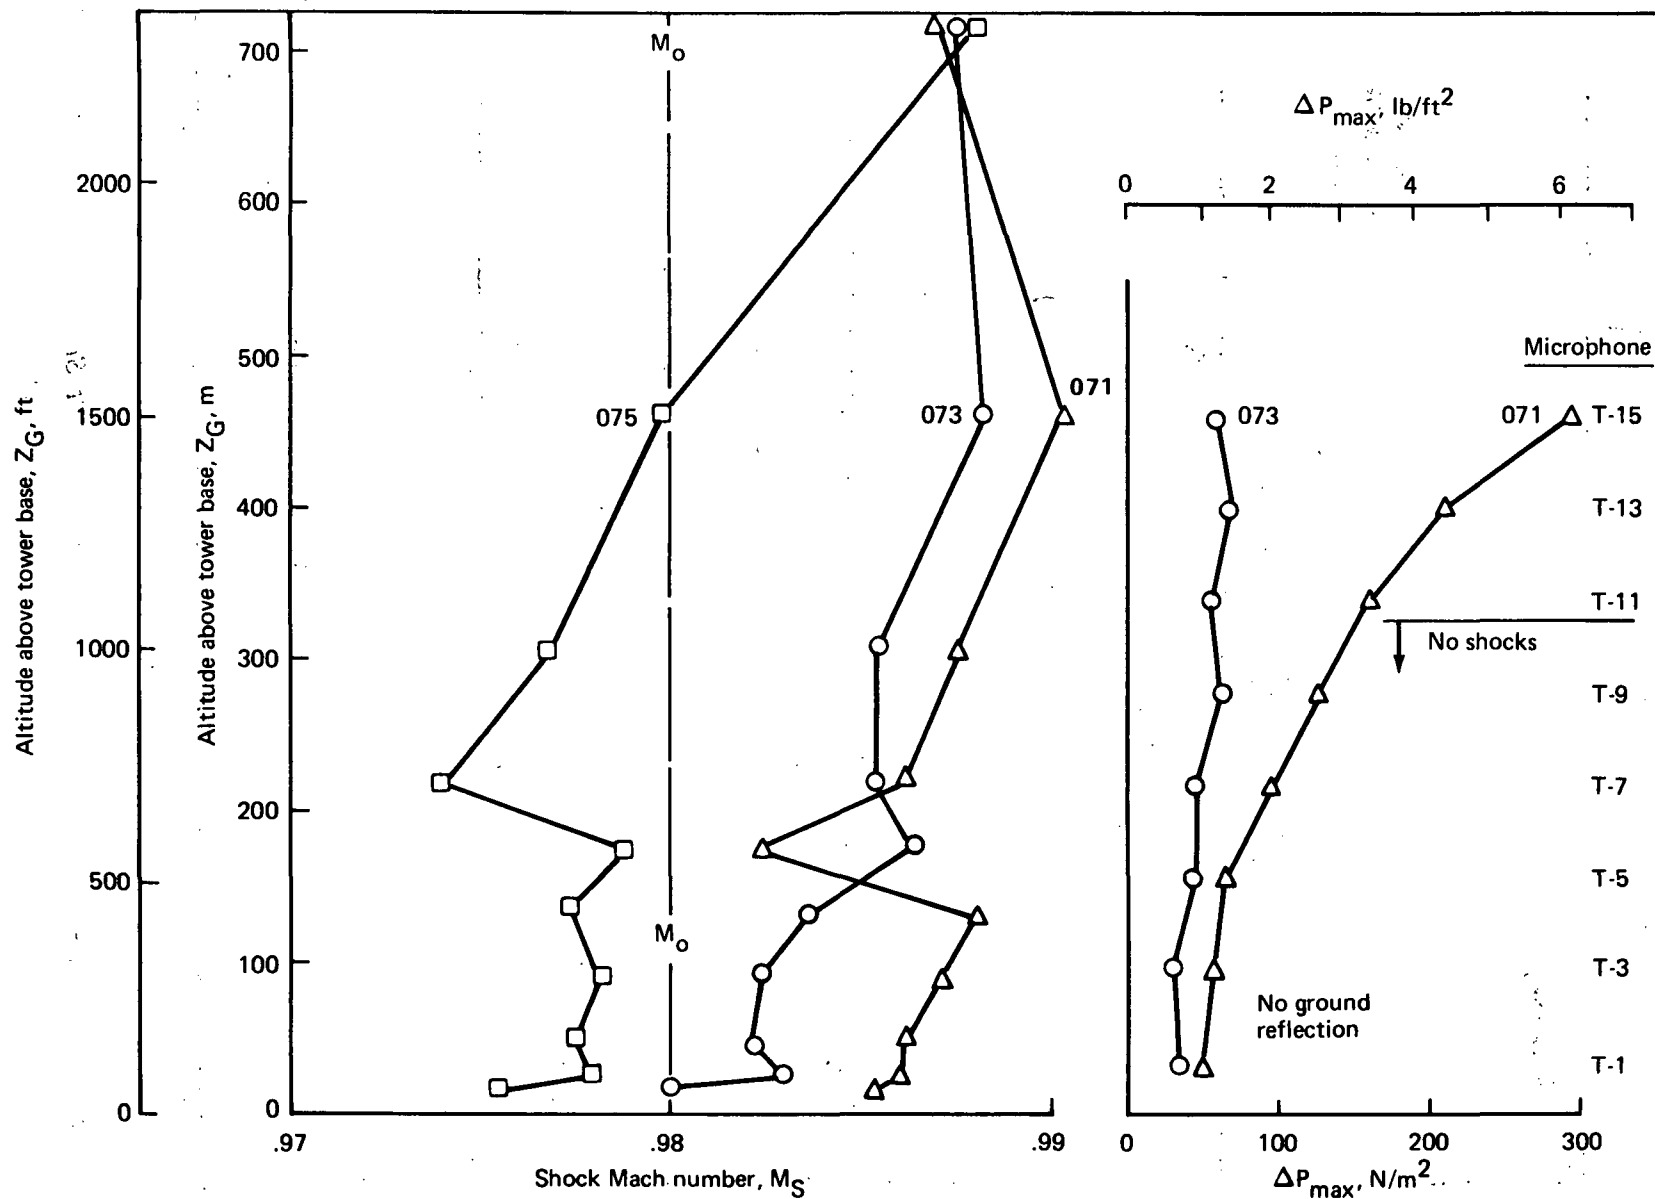 Altitude above tower base, Z_G, ft
2000
1500
1000
500
0
Altitude above tower base, Z_G, m
700
600
500
400
300
200
100
0
M_o
075
073
071
M_o
.97
.98
.99
Shock Mach number, M_S
ΔP_max, lb/ft²
0
2
4
6
Microphone
073
071
T-15
T-13
T-11
No shocks
T-9
T-7
T-5
T-3
No ground
reflection
T-1
0
100
200
300
ΔP_max, N/m²